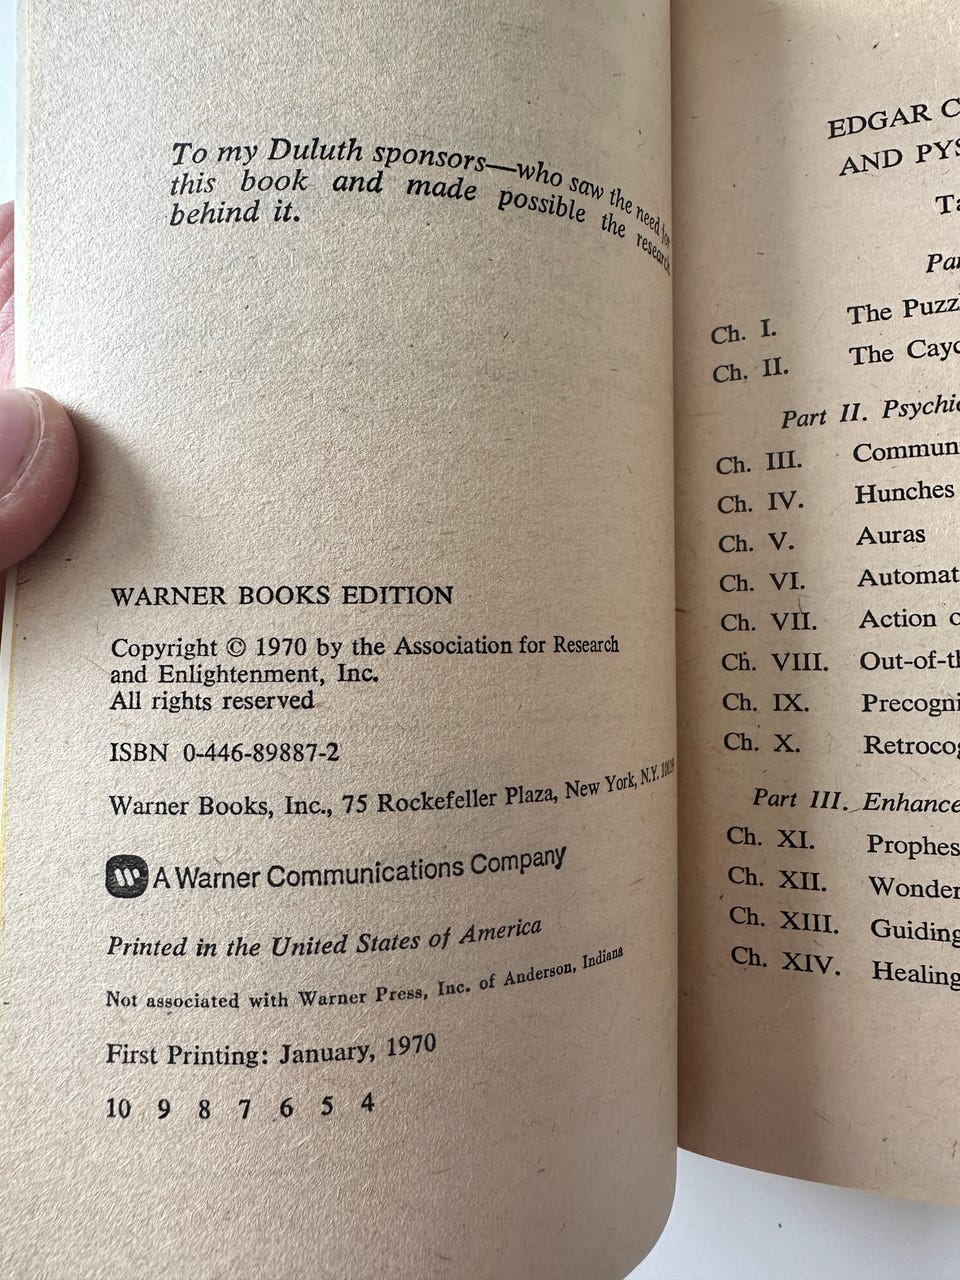 To my Duluth sponsors—who saw the need for
this book and made possible the research
behind it.
WARNER BOOKS EDITION
Copyright © 1970 by the Association for Research
and Enlightenment, Inc.
All rights reserved
ISBN 0-446-89887-2
Warner Books, Inc., 75 Rockefeller Plaza, New York, N.Y. 10019
A Warner Communications Company
Printed in the United States of America
Not associated with Warner Press, Inc. of Anderson, Indiana
First Printing: January, 1970
10 9 8 7 6 5 4
EDGAR C
AND PYS
Ta
Par
Ch. I. The Puzzl
Ch. II. The Cayc
Part II. Psychic
Ch. III. Commun
Ch. IV. Hunches
Ch. V. Auras
Ch. VI. Automat
Ch. VII. Action o
Ch. VIII. Out-of-th
Ch. IX. Precogni
Ch. X. Retrocog
Part III. Enhance
Ch. XI. Prophes
Ch. XII. Wonder
Ch. XIII. Guiding
Ch. XIV. Healing